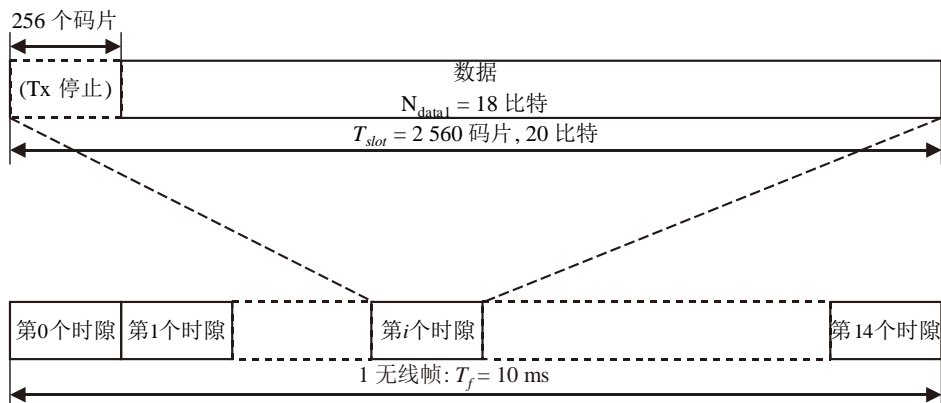 256 个码片
(Tx 停止)
数据
N_data1 = 18 比特
T_slot = 2 560 码片, 20 比特
第0个时隙
第1个时隙
第i个时隙
第14个时隙
1 无线帧: T_f = 10 ms